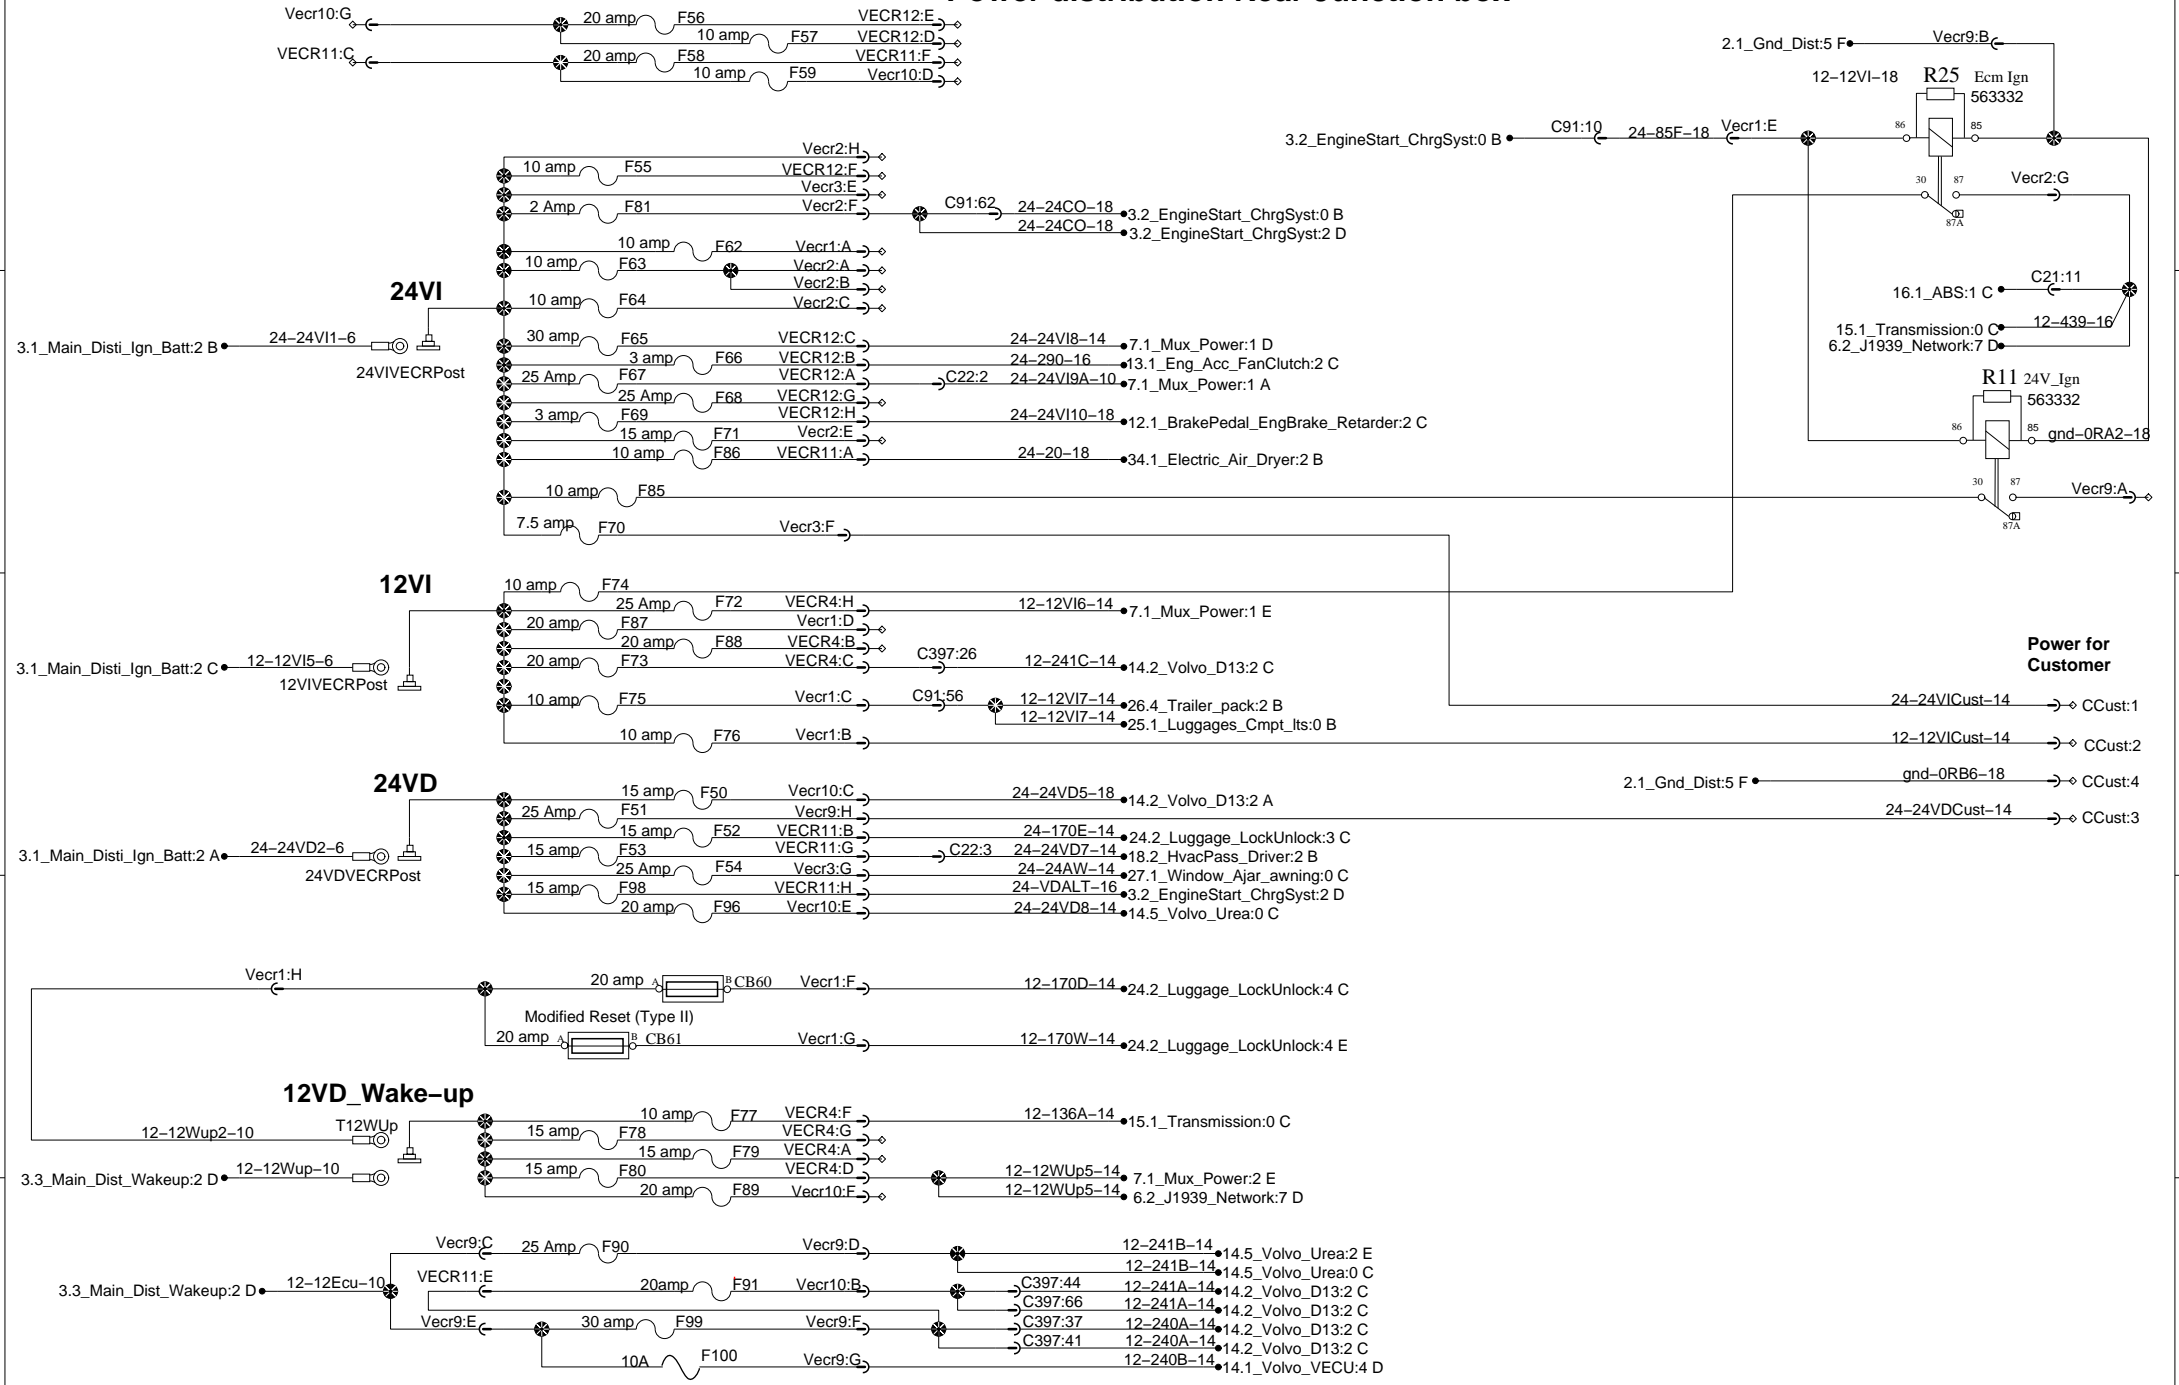 Power distribution Rear Junction box
Vecr10:G 20 amp F56 VECR12:E
10 amp F57 VECR12:D
VECR11:C 20 amp F58 VECR11:F
10 amp F59 Vecr10:D
2.1_Gnd_Dist:5 F Vecr9:B
12–12VI–18 R25 Ecm Ign
563332
3.2_EngineStart_ChrgSyst:0 B C91:10 24–85F–18 Vecr1:E 86 85
30 87 Vecr2:G
87A
16.1_ABS:1 C C21:11
15.1_Transmission:0 C 12–439–16
6.2_J1939_Network:7 D
R11 24V_Ign
563332
86 85 gnd–0RA2–18
30 87 Vecr9:A
87A
24VI
3.1_Main_Disti_Ign_Batt:2 B 24–24VI1–6
24VIVECRPost
Vecr2:H
10 amp F55 VECR12:F
Vecr3:E
2 Amp F81 Vecr2:F C91:62 24–24CO–18 3.2_EngineStart_ChrgSyst:0 B
24–24CO–18 3.2_EngineStart_ChrgSyst:2 D
10 amp F62 Vecr1:A
10 amp F63 Vecr2:A
Vecr2:B
10 amp F64 Vecr2:C
30 amp F65 VECR12:C 24–24VI8–14 7.1_Mux_Power:1 D
3 amp F66 VECR12:B 24–290–16 13.1_Eng_Acc_FanClutch:2 C
25 Amp F67 VECR12:A C22:2 24–24VI9A–10 7.1_Mux_Power:1 A
25 Amp F68 VECR12:G
3 amp F69 VECR12:H 24–24VI10–18 12.1_BrakePedal_EngBrake_Retarder:2 C
15 amp F71 Vecr2:E
10 amp F86 VECR11:A 24–20–18 34.1_Electric_Air_Dryer:2 B
10 amp F85
7.5 amp F70 Vecr3:F
12VI
3.1_Main_Disti_Ign_Batt:2 C 12–12VI5–6
12VIVECRPost
10 amp F74
25 Amp F72 VECR4:H 12–12VI6–14 7.1_Mux_Power:1 E
20 amp F87 Vecr1:D
20 amp F88 VECR4:B
20 amp F73 VECR4:C C397:26 12–241C–14 14.2_Volvo_D13:2 C
10 amp F75 Vecr1:C C91:56 12–12VI7–14 26.4_Trailer_pack:2 B
12–12VI7–14 25.1_Luggages_Cmpt_lts:0 B
10 amp F76 Vecr1:B
Power for
Customer
24–24VICust–14 CCust:1
12–12VICust–14 CCust:2
2.1_Gnd_Dist:5 F gnd–0RB6–18 CCust:4
24–24VDCust–14 CCust:3
24VD
3.1_Main_Disti_Ign_Batt:2 A 24–24VD2–6
24VDVECRPost
15 amp F50 Vecr10:C 24–24VD5–18 14.2_Volvo_D13:2 A
25 Amp F51 Vecr9:H
15 amp F52 VECR11:B 24–170E–14 24.2_Luggage_LockUnlock:3 C
15 amp F53 VECR11:G C22:3 24–24VD7–14 18.2_HvacPass_Driver:2 B
25 Amp F54 Vecr3:G 24–24AW–14 27.1_Window_Ajar_awning:0 C
15 amp F98 VECR11:H 24–VDALT–16 3.2_EngineStart_ChrgSyst:2 D
20 amp F96 Vecr10:E 24–24VD8–14 14.5_Volvo_Urea:0 C
Vecr1:H 20 amp A B CB60 Vecr1:F 12–170D–14 24.2_Luggage_LockUnlock:4 C
Modified Reset (Type II)
20 amp A B CB61 Vecr1:G 12–170W–14 24.2_Luggage_LockUnlock:4 E
12VD_Wake–up
12–12Wup2–10 T12WUp
3.3_Main_Dist_Wakeup:2 D 12–12Wup–10
10 amp F77 VECR4:F 12–136A–14 15.1_Transmission:0 C
15 amp F78 VECR4:G
15 amp F79 VECR4:A
15 amp F80 VECR4:D 12–12WUp5–14 7.1_Mux_Power:2 E
12–12WUp5–14 6.2_J1939_Network:7 D
20 amp F89 Vecr10:F
3.3_Main_Dist_Wakeup:2 D 12–12Ecu–10
Vecr9:C 25 Amp F90 Vecr9:D 12–241B–14 14.5_Volvo_Urea:2 E
12–241B–14 14.5_Volvo_Urea:0 C
VECR11:E 20amp F91 Vecr10:B C397:44 12–241A–14 14.2_Volvo_D13:2 C
C397:66 12–241A–14 14.2_Volvo_D13:2 C
Vecr9:E 30 amp F99 Vecr9:F C397:37 12–240A–14 14.2_Volvo_D13:2 C
C397:41 12–240A–14 14.2_Volvo_D13:2 C
10A F100 Vecr9:G 12–240B–14 14.1_Volvo_VECU:4 D